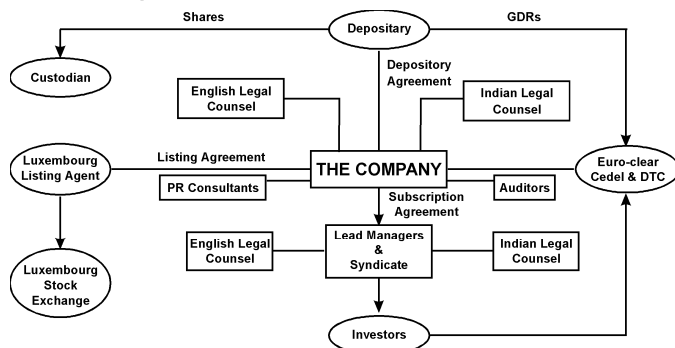 Shares
Depositary
GDRs
Custodian
Depository
Agreement
English Legal
Counsel
Indian Legal
Counsel
Luxembourg
Listing Agent
Listing Agreement
THE COMPANY
Euro-clear
Cedel & DTC
PR Consultants
Auditors
Subscription
Agreement
English Legal
Counsel
Lead Managers
&
Syndicate
Indian Legal
Counsel
Luxembourg
Stock
Exchange
Investors